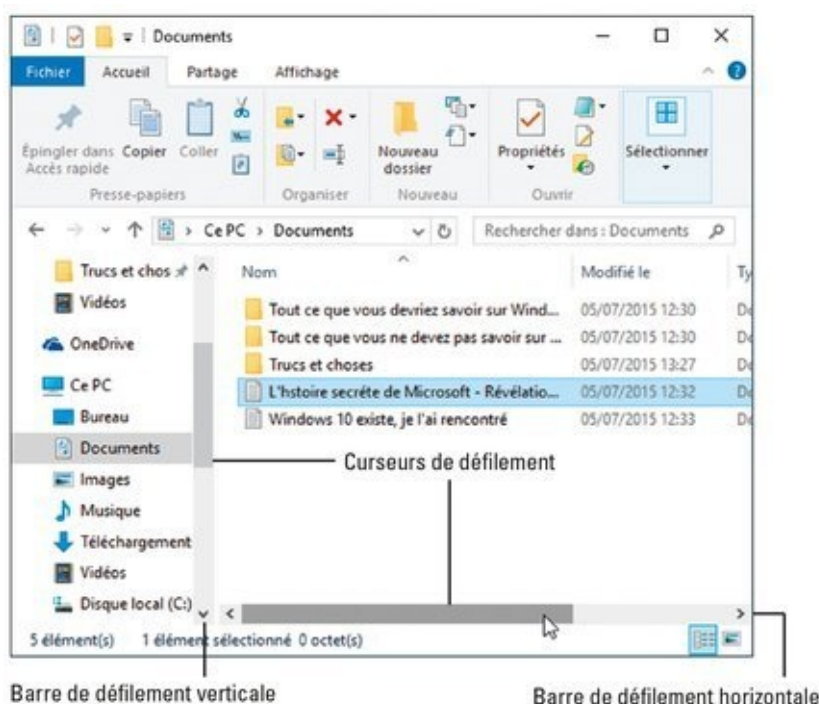 Documents
Fichier Accueil Partage Affichage
Épingler dans Accès rapide
Copier
Coller
Nouveau dossier
Propriétés
Sélectionner
Presse-papiers Organiser Nouveau Ouvrir
Ce PC > Documents
Rechercher dans : Documents
Trucs et chos
Vidéos
OneDrive
Ce PC
Bureau
Documents
Images
Musique
Téléchargement
Vidéos
Disque local (C:)
Nom Modifié le Ty
Tout ce que vous devriez savoir sur Wind... 05/07/2015 12:30 Do
Tout ce que vous ne devez pas savoir sur ... 05/07/2015 12:30 Do
Trucs et choses 05/07/2015 13:27 Do
L'hstoire secréte de Microsoft - Révélatio... 05/07/2015 12:32 Do
Windows 10 existe, je l'ai rencontré 05/07/2015 12:33 Do
Curseurs de défilement
5 élément(s) 1 élément sélectionné 0 octet(s)
Barre de défilement verticale
Barre de défilement horizontale